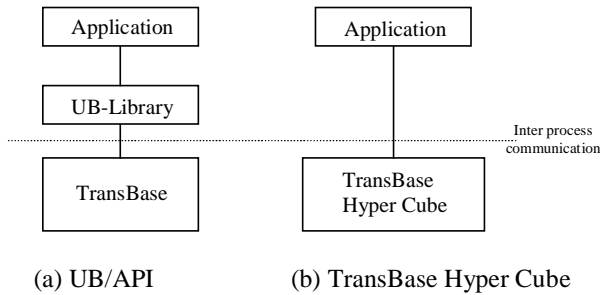 Application
Application
UB-Library
Inter process
communication
TransBase
TransBase
Hyper Cube
(a) UB/API
(b) TransBase Hyper Cube